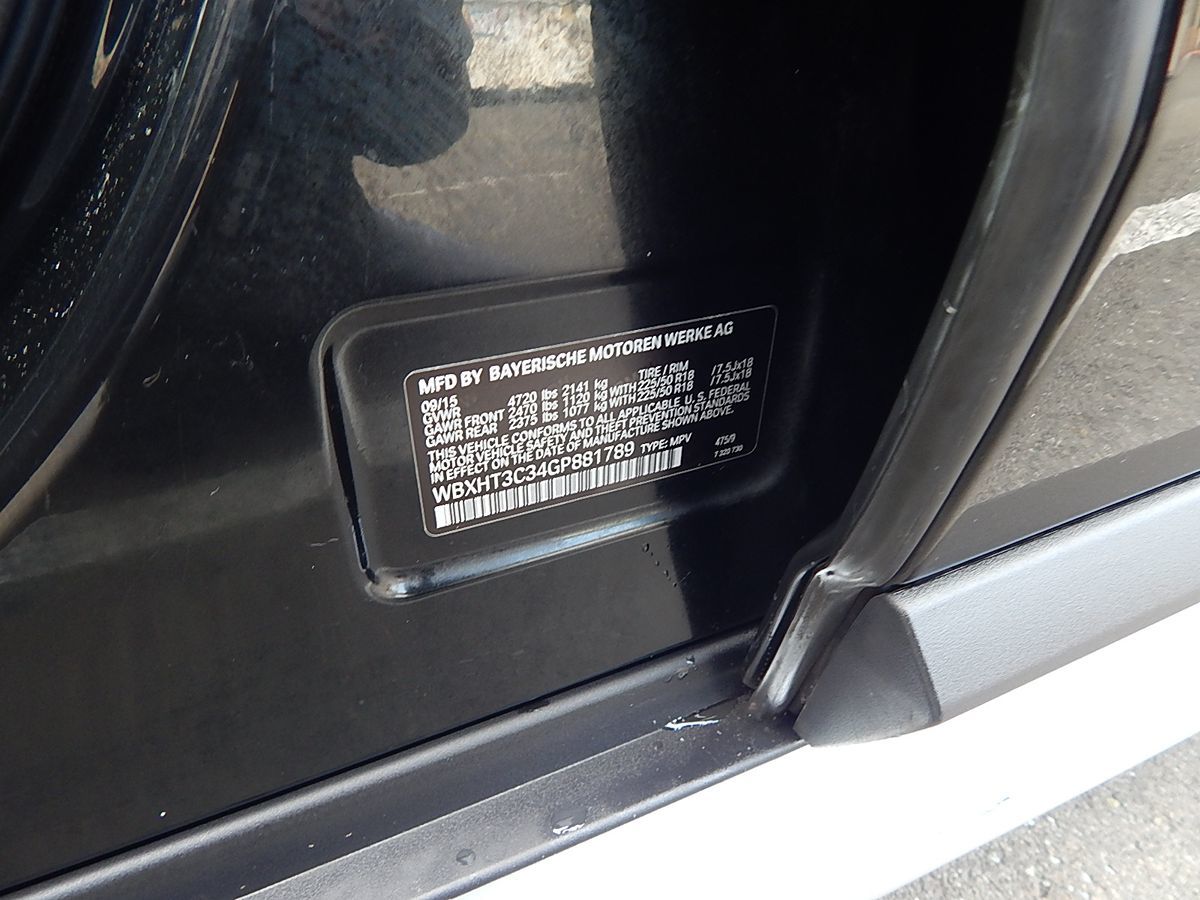 MFD BY BAYERISCHE MOTOREN WERKE AG
09/15 TIRE / RIM
GVWR 4720 lbs 2141 kg
GAWR FRONT 2470 lbs 1120 kg WITH 225/50 R18 /7.5Jx18
GAWR REAR 2375 lbs 1077 kg WITH 225/50 R18 /7.5Jx18
THIS VEHICLE CONFORMS TO ALL APPLICABLE U.S. FEDERAL
MOTOR VEHICLE SAFETY AND THEFT PREVENTION STANDARDS
IN EFFECT ON THE DATE OF MANUFACTURE SHOWN ABOVE.
WBXHT3C34GP881789 TYPE: MPV 475/9
7 320 730